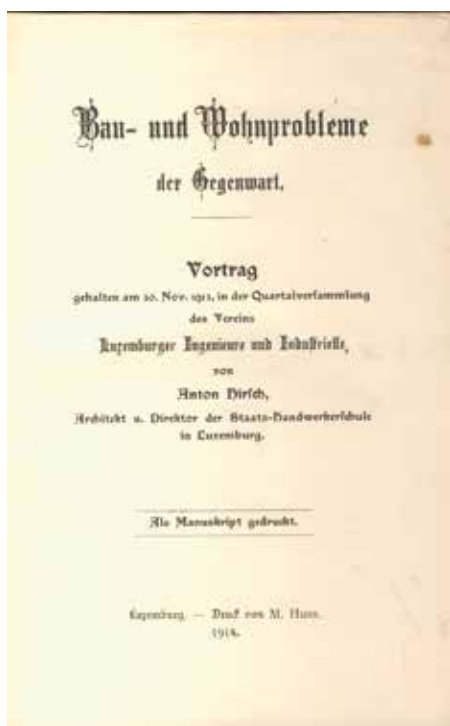 Bau- und Wohnprobleme
der Gegenwart.
Vortrag
gehalten am 20. Nov. 1912, in der Quartalversammlung
des Vereins
Luxemburger Ingenieure und Industrielle,
von
Anton Hirsch,
Architekt u. Direktor der Staats-Handwerkerschule
in Luxemburg.
Als Manuskript gedruckt.
Luxemburg. — Druck von M. Huss.
1914.